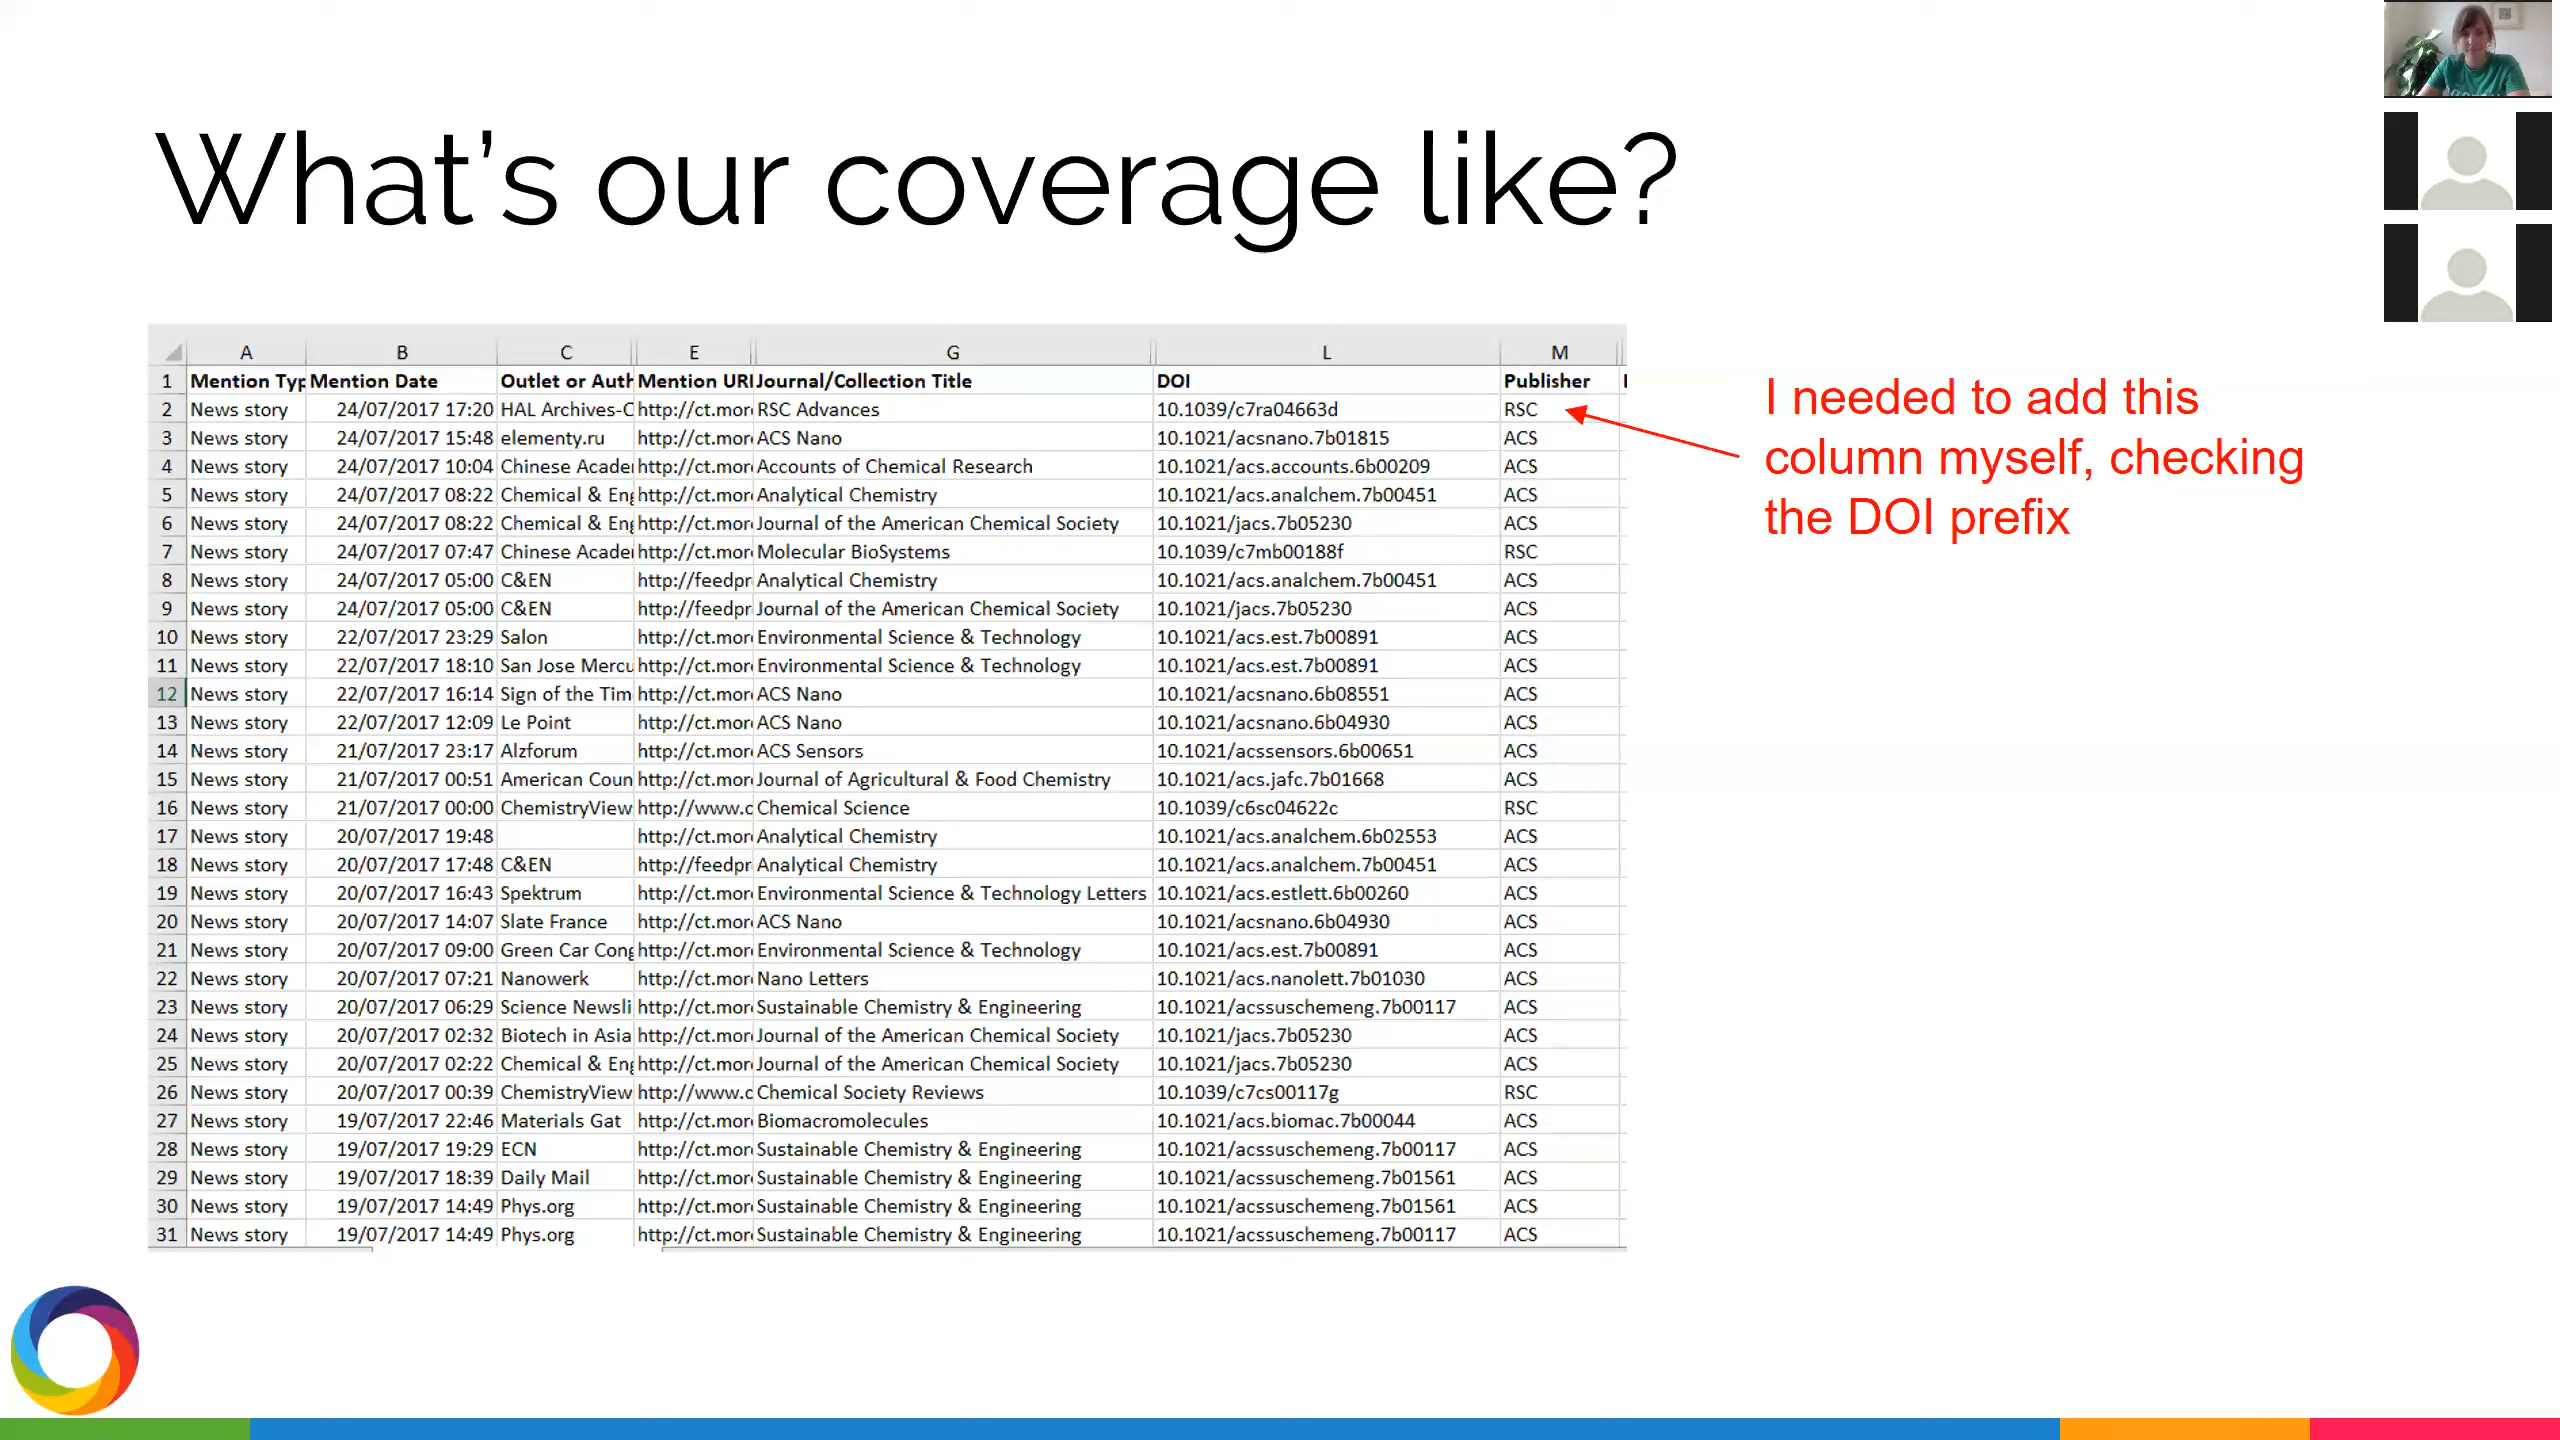 What's our coverage like?
A B C E G L M
1 Mention Typ Mention Date Outlet or Auth Mention URI Journal/Collection Title DOI Publisher
2 News story 24/07/2017 17:20 HAL Archives-O http://ct.mor RSC Advances 10.1039/c7ra04663d RSC
3 News story 24/07/2017 15:48 elementy.ru http://ct.mor ACS Nano 10.1021/acsnano.7b01815 ACS
4 News story 24/07/2017 10:04 Chinese Acade http://ct.mor Accounts of Chemical Research 10.1021/acs.accounts.6b00209 ACS
5 News story 24/07/2017 08:22 Chemical & Eng http://ct.mor Analytical Chemistry 10.1021/acs.analchem.7b00451 ACS
6 News story 24/07/2017 08:22 Chemical & Eng http://ct.mor Journal of the American Chemical Society 10.1021/jacs.7b05230 ACS
7 News story 24/07/2017 07:47 Chinese Acade http://ct.mor Molecular BioSystems 10.1039/c7mb00188f RSC
8 News story 24/07/2017 05:00 C&EN http://feedpr Analytical Chemistry 10.1021/acs.analchem.7b00451 ACS
9 News story 24/07/2017 05:00 C&EN http://feedpr Journal of the American Chemical Society 10.1021/jacs.7b05230 ACS
10 News story 22/07/2017 23:29 Salon http://ct.mor Environmental Science & Technology 10.1021/acs.est.7b00891 ACS
11 News story 22/07/2017 18:10 San Jose Mercu http://ct.mor Environmental Science & Technology 10.1021/acs.est.7b00891 ACS
12 News story 22/07/2017 16:14 Sign of the Tim http://ct.mor ACS Nano 10.1021/acsnano.6b08551 ACS
13 News story 22/07/2017 12:09 Le Point http://ct.mor ACS Nano 10.1021/acsnano.6b04930 ACS
14 News story 21/07/2017 23:17 Alzforum http://ct.mor ACS Sensors 10.1021/acssensors.6b00651 ACS
15 News story 21/07/2017 00:51 American Coun http://ct.mor Journal of Agricultural & Food Chemistry 10.1021/acs.jafc.7b01668 ACS
16 News story 21/07/2017 00:00 ChemistryView http://www.c Chemical Science 10.1039/c6sc04622c RSC
17 News story 20/07/2017 19:48 http://ct.mor Analytical Chemistry 10.1021/acs.analchem.6b02553 ACS
18 News story 20/07/2017 17:48 C&EN http://feedpr Analytical Chemistry 10.1021/acs.analchem.7b00451 ACS
19 News story 20/07/2017 16:43 Spektrum http://ct.mor Environmental Science & Technology Letters 10.1021/acs.estlett.6b00260 ACS
20 News story 20/07/2017 14:07 Slate France http://ct.mor ACS Nano 10.1021/acsnano.6b04930 ACS
21 News story 20/07/2017 09:00 Green Car Cong http://ct.mor Environmental Science & Technology 10.1021/acs.est.7b00891 ACS
22 News story 20/07/2017 07:21 Nanowerk http://ct.mor Nano Letters 10.1021/acs.nanolett.7b01030 ACS
23 News story 20/07/2017 06:29 Science Newsli http://ct.mor Sustainable Chemistry & Engineering 10.1021/acssuschemeng.7b00117 ACS
24 News story 20/07/2017 02:32 Biotech in Asia http://ct.mor Journal of the American Chemical Society 10.1021/jacs.7b05230 ACS
25 News story 20/07/2017 02:22 Chemical & Eng http://ct.mor Journal of the American Chemical Society 10.1021/jacs.7b05230 ACS
26 News story 20/07/2017 00:39 ChemistryView http://www.c Chemical Society Reviews 10.1039/c7cs00117g RSC
27 News story 19/07/2017 22:46 Materials Gat http://ct.mor Biomacromolecules 10.1021/acs.biomac.7b00044 ACS
28 News story 19/07/2017 19:29 ECN http://ct.mor Sustainable Chemistry & Engineering 10.1021/acssuschemeng.7b00117 ACS
29 News story 19/07/2017 18:39 Daily Mail http://ct.mor Sustainable Chemistry & Engineering 10.1021/acssuschemeng.7b01561 ACS
30 News story 19/07/2017 14:49 Phys.org http://ct.mor Sustainable Chemistry & Engineering 10.1021/acssuschemeng.7b01561 ACS
31 News story 19/07/2017 14:49 Phys.org http://ct.mor Sustainable Chemistry & Engineering 10.1021/acssuschemeng.7b00117 ACS
I needed to add this
column myself, checking
the DOI prefix